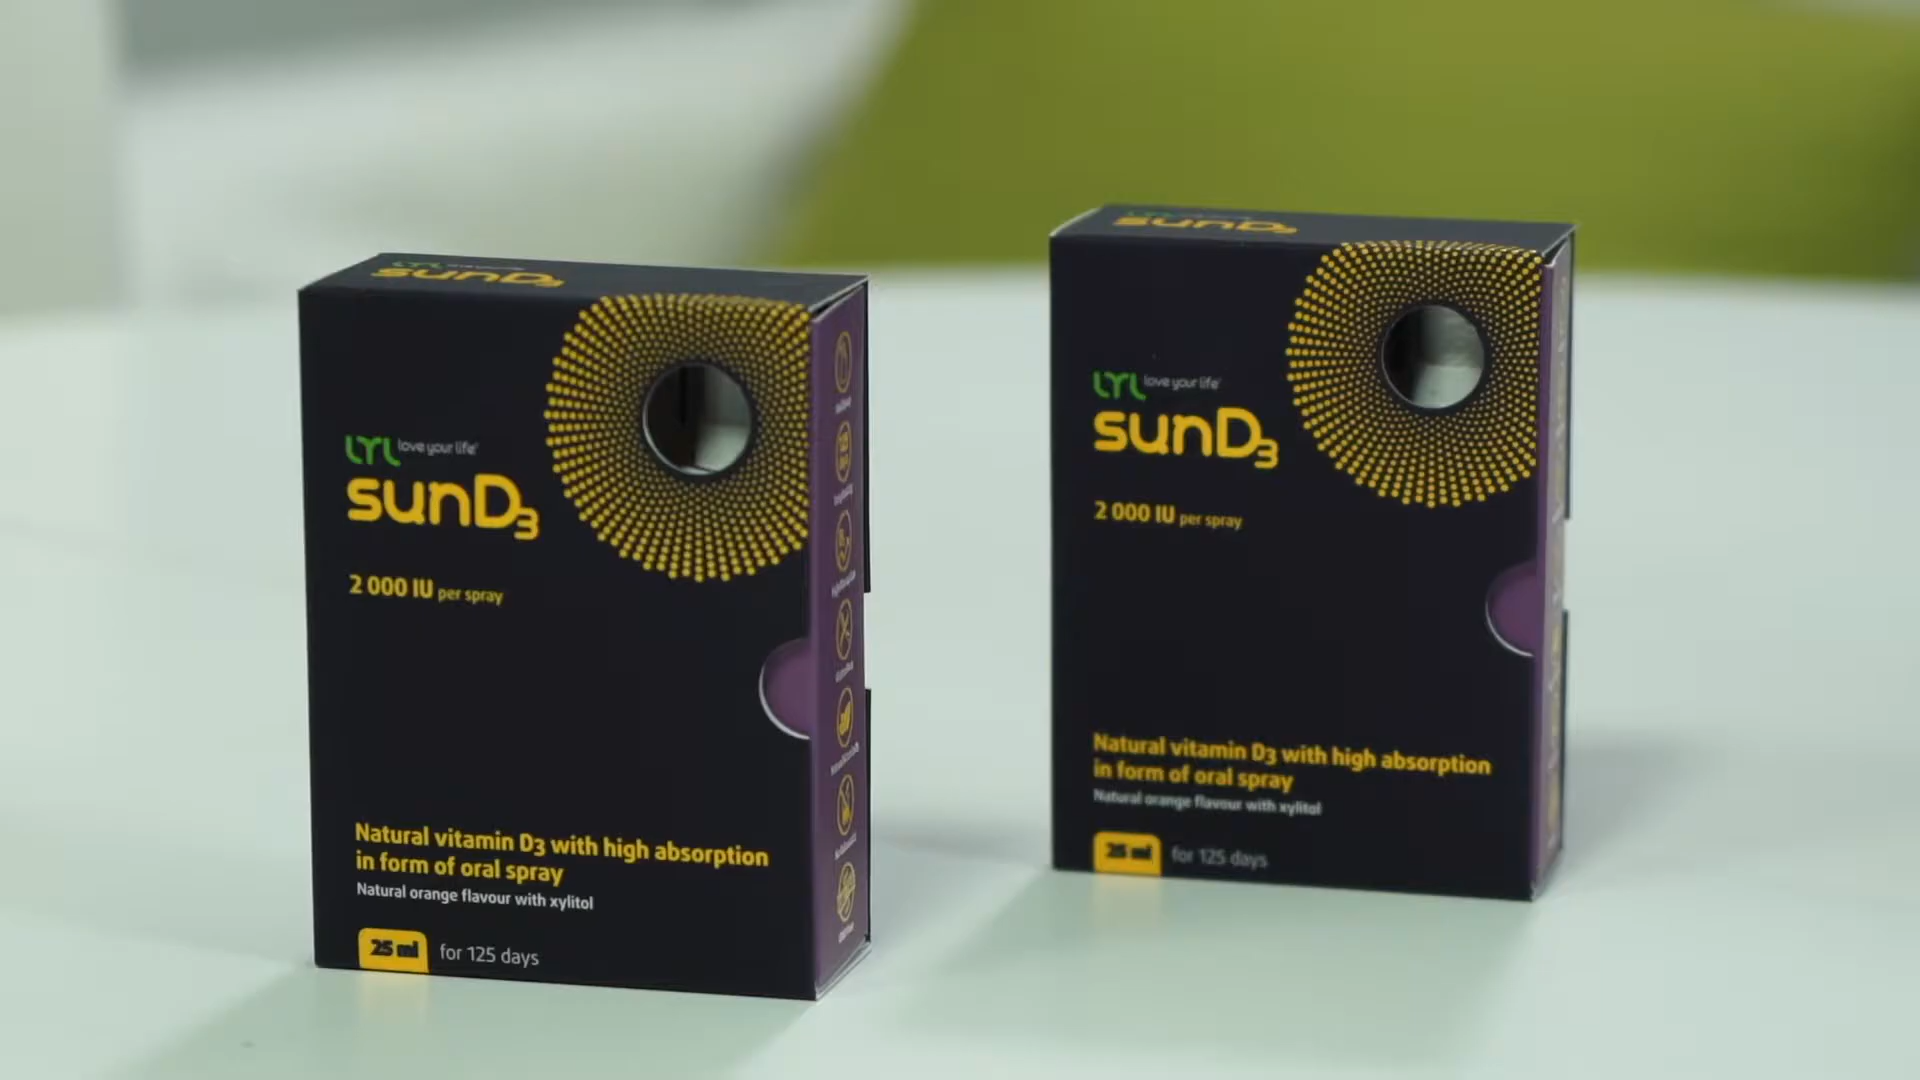 sunD3
LYL love your life
sunD3
2 000 IU per spray
Natural vitamin D3 with high absorption
in form of oral spray
Natural orange flavour with xylitol
25 ml for 125 days
sunD3
LYL love your life
sunD3
2 000 IU per spray
Natural vitamin D3 with high absorption
in form of oral spray
Natural orange flavour with xylitol
25 ml for 125 days